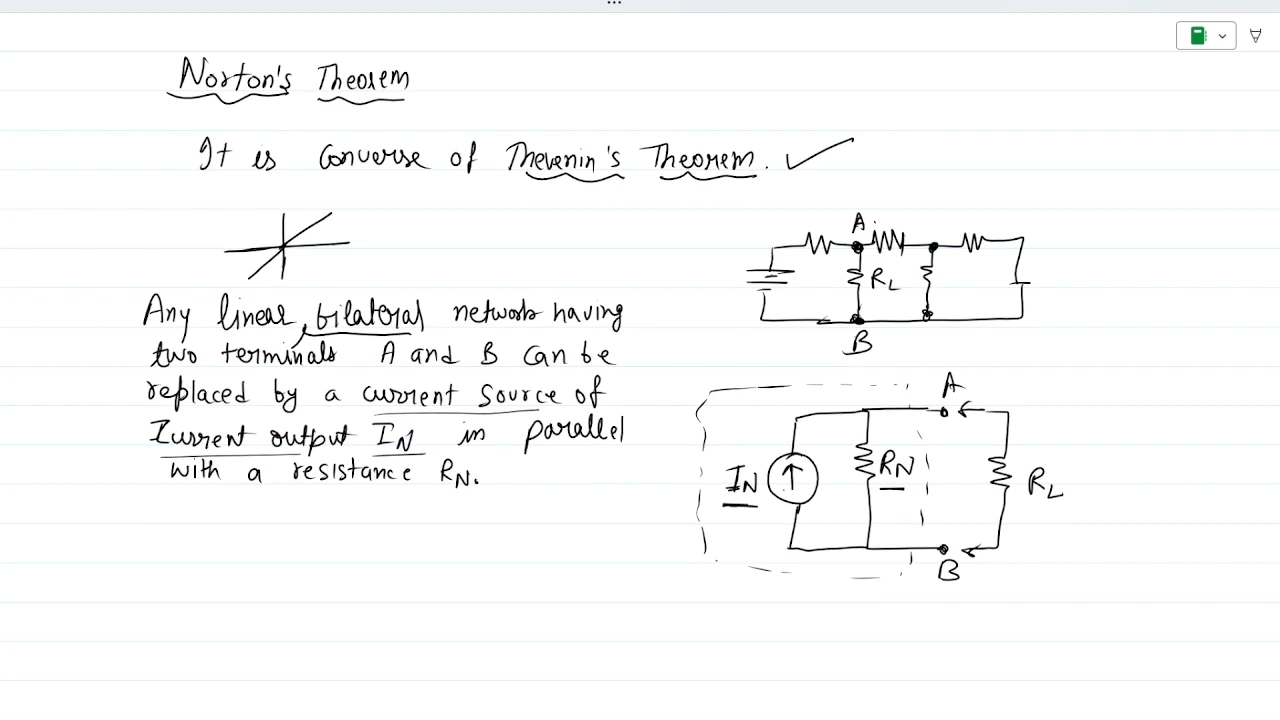 Norton's Theorem
It is converse of Thevenin's Theorem.
Any linear, bilateral network having
two terminals A and B can be
replaced by a current source of
current output IN in parallel
with a resistance RN.
A
RL
B
A
IN
RN
RL
B